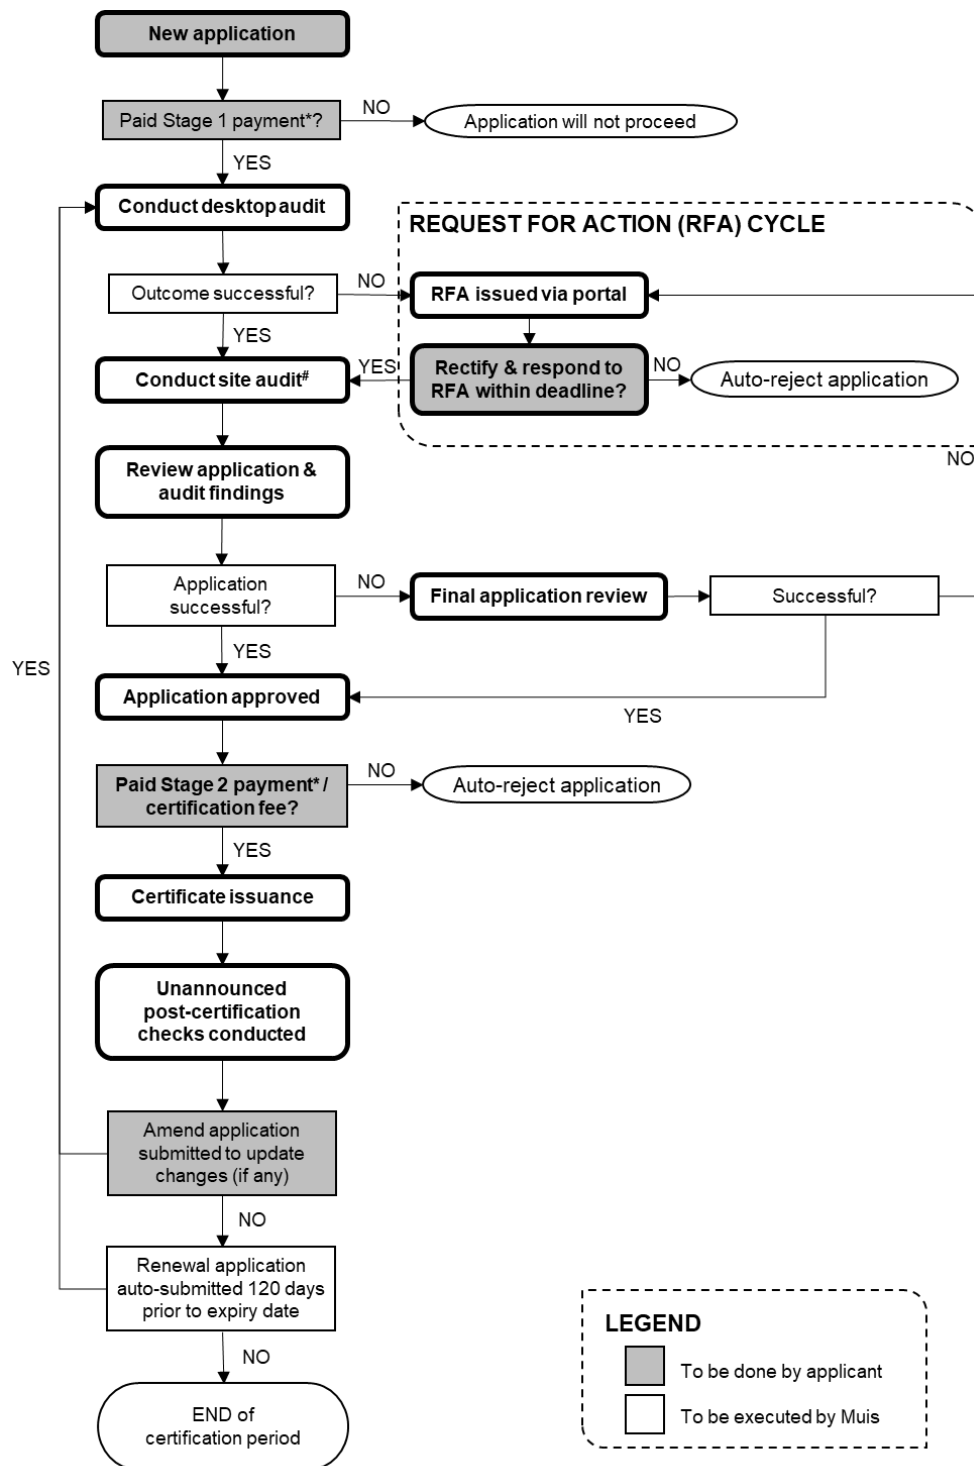 New application
Paid Stage 1 payment*?
NO
Application will not proceed
YES
Conduct desktop audit
REQUEST FOR ACTION (RFA) CYCLE
Outcome successful?
NO
RFA issued via portal
YES
Conduct site audit#
YES
Rectify & respond to
RFA within deadline?
NO
Auto-reject application
Review application &
audit findings
NO
Application
successful?
NO
Final application review
Successful?
YES
YES
Application approved
YES
Paid Stage 2 payment* /
certification fee?
NO
Auto-reject application
YES
Certificate issuance
Unannounced
post-certification
checks conducted
Amend application
submitted to update
changes (if any)
NO
Renewal application
auto-submitted 120 days
prior to expiry date
NO
END of
certification period
LEGEND
To be done by applicant
To be executed by Muis